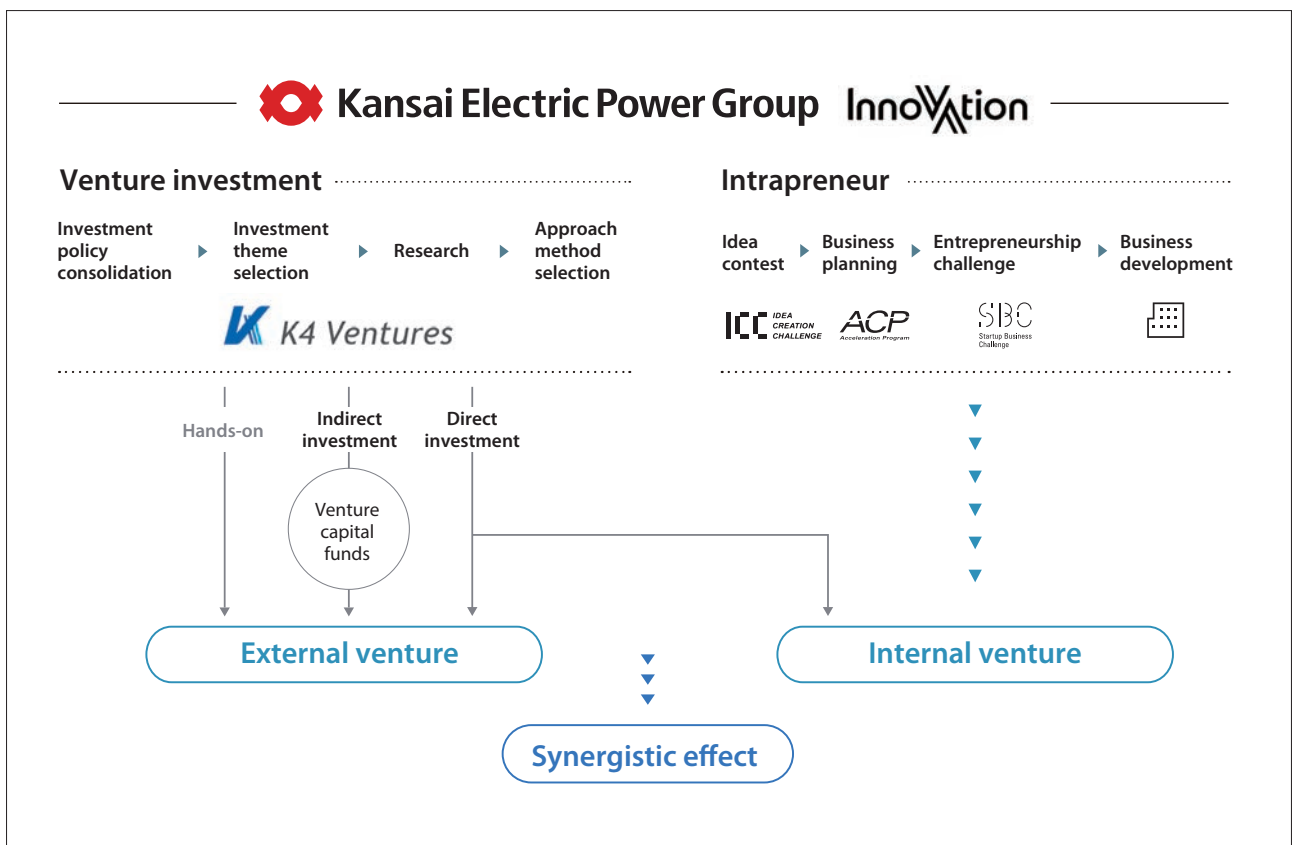 Kansai Electric Power Group InnoVAtion
Venture investment
Investment
policy
consolidation
Investment
theme
selection
Research
Approach
method
selection
K4 Ventures
Intrapreneur
Idea
contest
Business
planning
Entrepreneurship
challenge
Business
development
ICC IDEA
CREATION
CHALLENGE
ACP
Acceleration Program
SBC
Startup Business
Challenge
Hands-on
Indirect
investment
Direct
investment
Venture
capital
funds
External venture
Internal venture
Synergistic effect